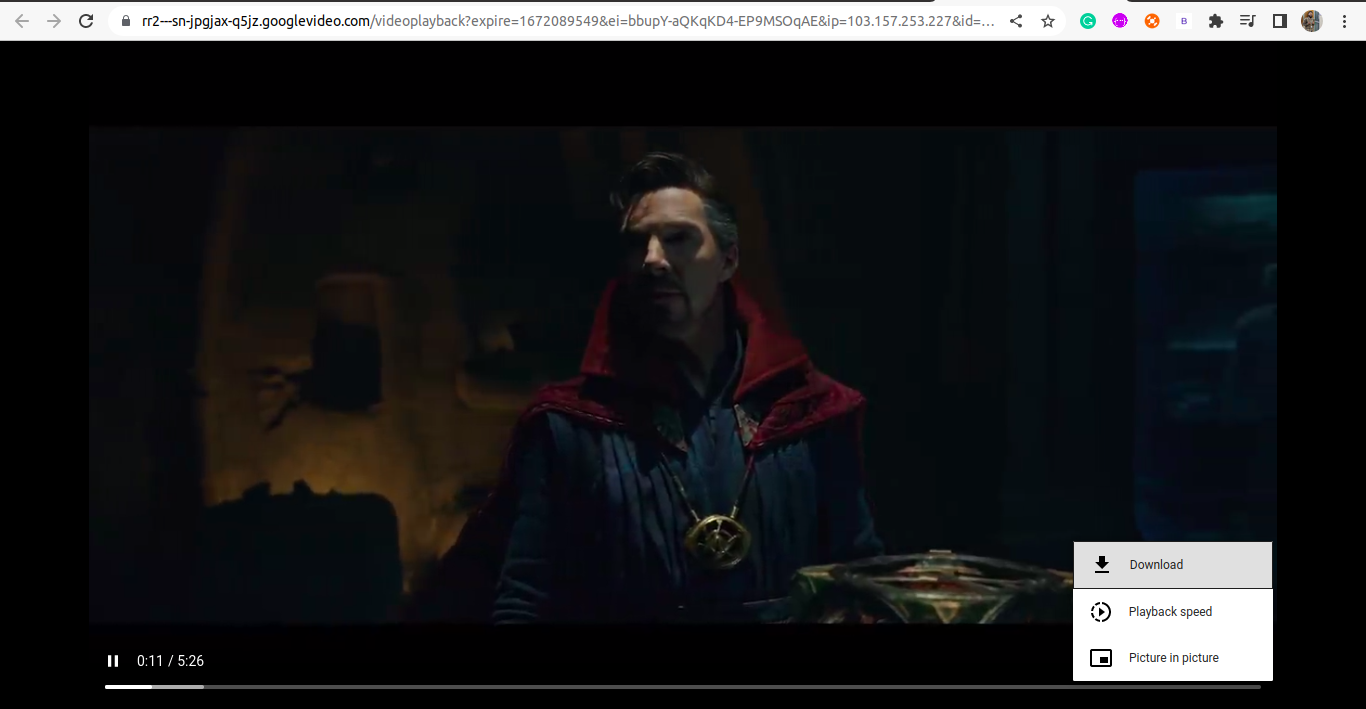 rr2---sn-jpgjax-q5jz.googlevideo.com/videoplayback?expire=1672089549&ei=bbupY-aQKqKD4-EP9MSOqAE&ip=103.157.253.227&id=...
B
Download
Playback speed
Picture in picture
0:11 / 5:26